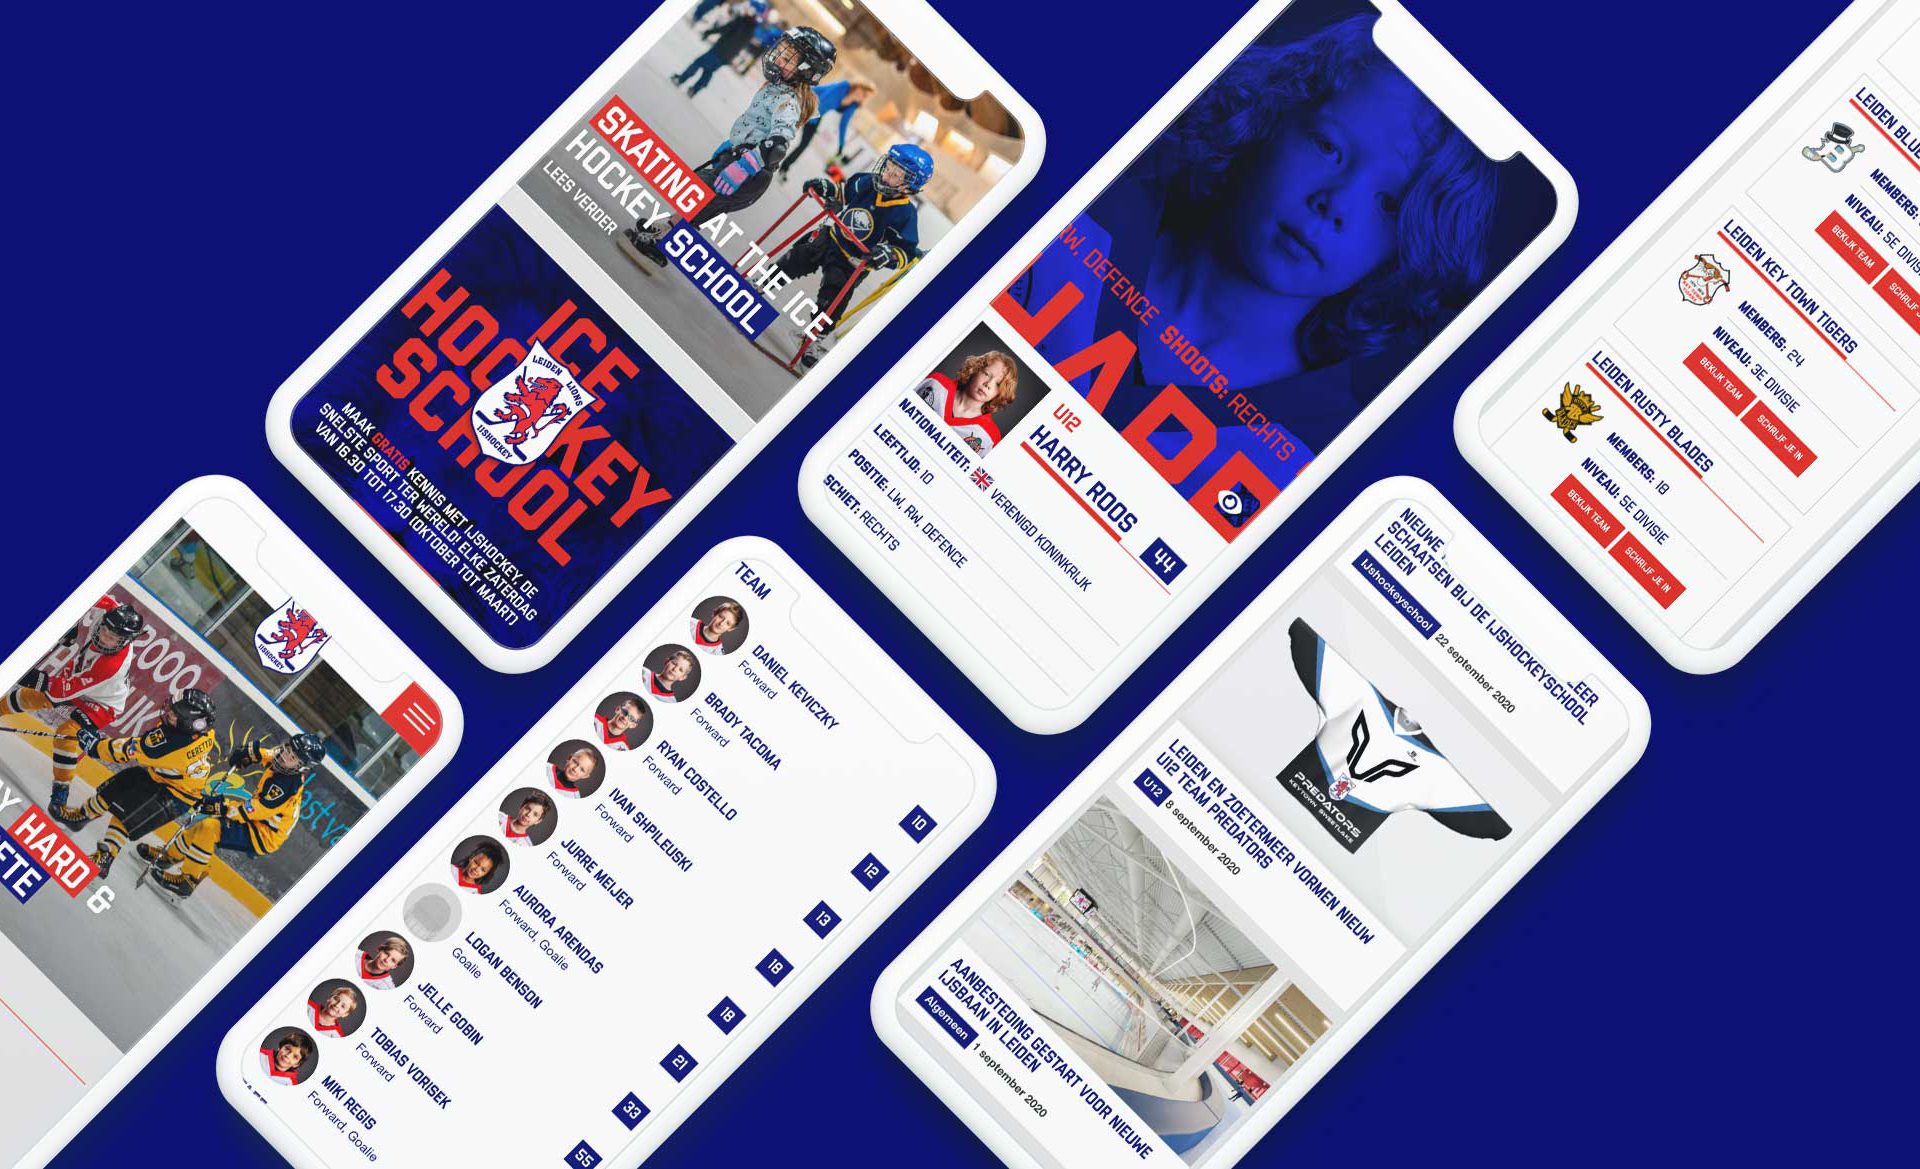 SKATING AT THE ICE
HOCKEY SCHOOL
LEES VERDER
ICE
HOCKEY
SCHOOL
LEIDEN LIONS
IJSHOCKEY
MAAK GRATIS KENNIS MET IJSHOCKEY, DE
SNELSTE SPORT TER WERELD! ELKE ZATERDAG
VAN 16.30 TOT 17.30 (OKTOBER TOT MAART)
RW, DEFENCE SHOOTS: RECHTS
U12
HARRY ROOS
44
NATIONALITEIT: VERENIGD KONINKRIJK
LEEFTIJD: 10
POSITIE: LW, RW, DEFENCE
SCHIET: RECHTS
LEIDEN BLUE
B
MEMBERS:
NIVEAU: 5E DIVISIE
BEKIJK TEAM
SCHRIJF JE
LEIDEN KEY TOWN TIGERS
MEMBERS: 24
NIVEAU: 3E DIVISIE
BEKIJK TEAM
SCHRIJF JE IN
LEIDEN RUSTY BLADES
MEMBERS: 18
NIVEAU: 5E DIVISIE
BEKIJK TEAM
SCHRIJF JE IN
IJSHOCKEY
CERETTI
HARD &
TEAM
DANIEL KEVICZKY
Forward
10
BRADY TACOMA
Forward
12
RYAN COSTELLO
Forward
13
IVAN SHPILEUSKI
Forward
18
JURRE MEIJER
Forward
18
AURORA ARENDAS
Forward, Goalie
21
LOGAN BENSON
Goalie
33
JELLE GOBIN
Forward
55
TOBIAS VORISEK
Forward
MIKI REGIS
Forward, Goalie
NIEUWE
LEER
SCHAATSEN BIJ DE IJSHOCKEYSCHOOL
LEIDEN
IJshockeyschool 22 september 2020
PREDATORS
KEYTOWN SWEETLAKE
LEIDEN EN ZOETERMEER VORMEN NIEUW
U12 TEAM PREDATORS
U12 8 september 2020
AANBESTEDING GESTART VOOR NIEUWE
IJSBAAN IN LEIDEN
Algemeen 1 september 2020